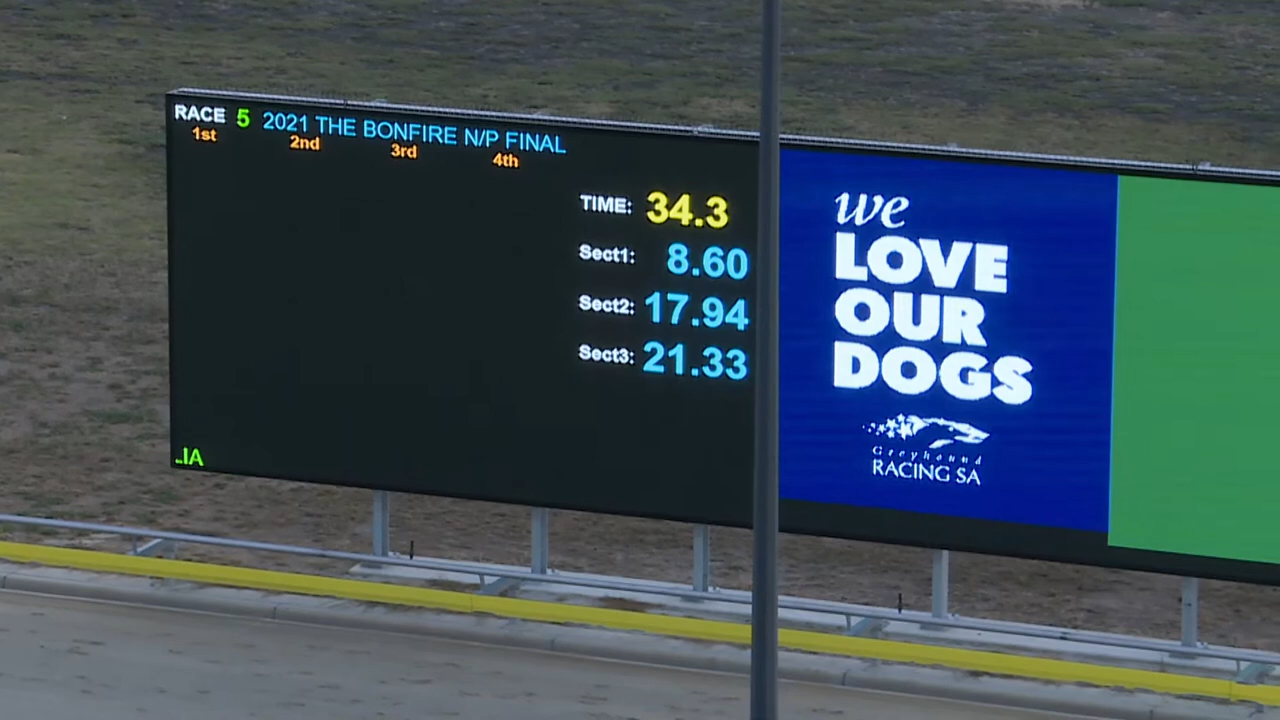 RACE 5 2021 THE BONFIRE N/P FINAL
1st 2nd 3rd 4th
TIME: 34.3
Sect1: 8.60
Sect2: 17.94
Sect3: 21.33
..IA
we
LOVE
OUR
DOGS
Greyhound
RACING SA